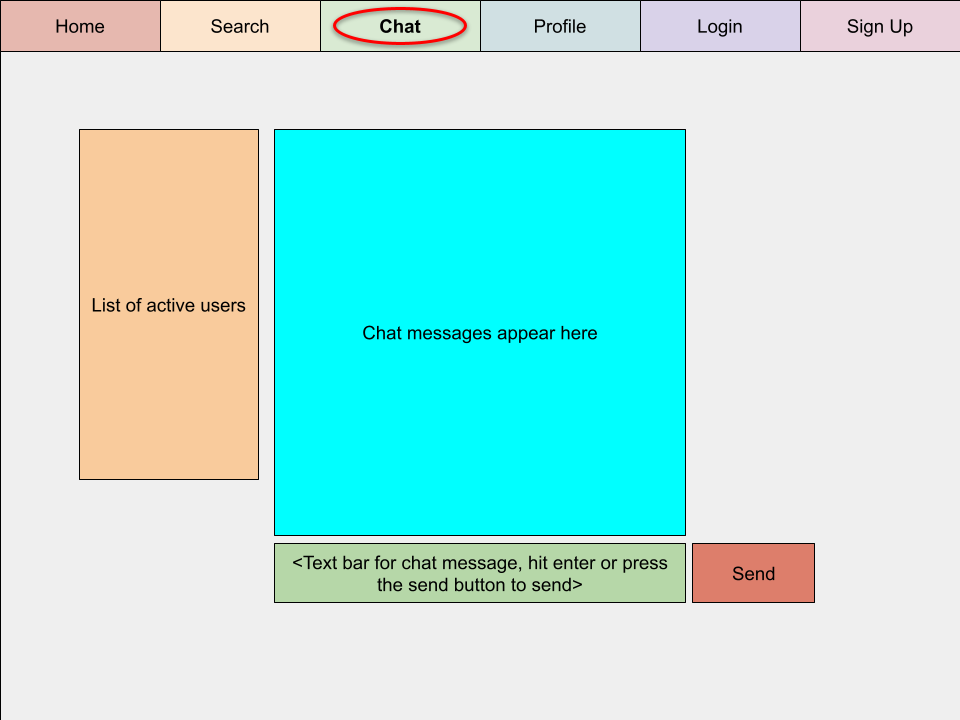 Home
Search
Chat
Profile
Login
Sign Up
List of active users
Chat messages appear here
<Text bar for chat message, hit enter or press
the send button to send>
Send